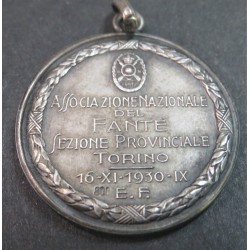 ASSOCIAZIONE NAZIONALE
DEL
FANTE
SEZIONE PROVINCIALE
TORINO
16-XI-1930-IX
E.F.